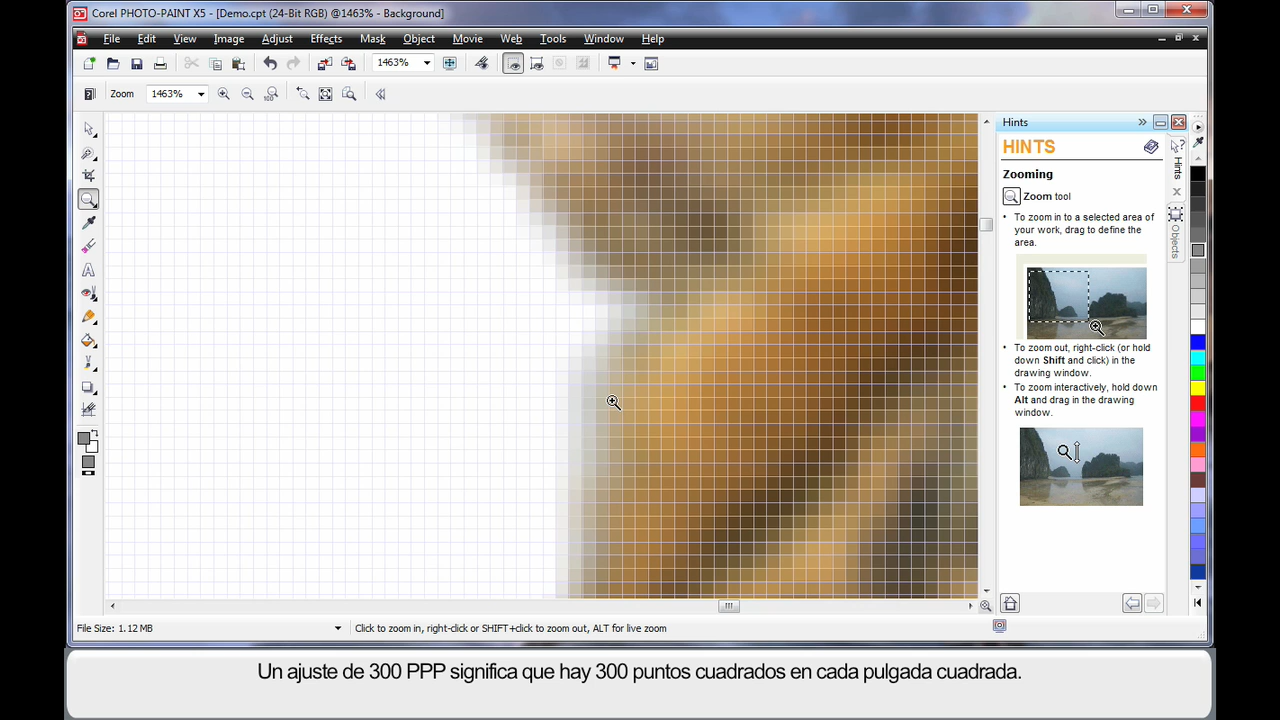 Corel PHOTO-PAINT X5 - [Demo.cpt (24-Bit RGB) @1463% - Background]
File Edit View Image Adjust Effects Mask Object Movie Web Tools Window Help
1463%
Zoom 1463%
100
Hints
HINTS
Zooming
Zoom tool
• To zoom in to a selected area of
your work, drag to define the
area.
• To zoom out, right-click (or hold
down Shift and click) in the
drawing window.
• To zoom interactively, hold down
Alt and drag in the drawing
window.
Hints
Objects
File Size: 1.12 MB
Click to zoom in, right-click or SHIFT+click to zoom out, ALT for live zoom
Un ajuste de 300 PPP significa que hay 300 puntos cuadrados en cada pulgada cuadrada.